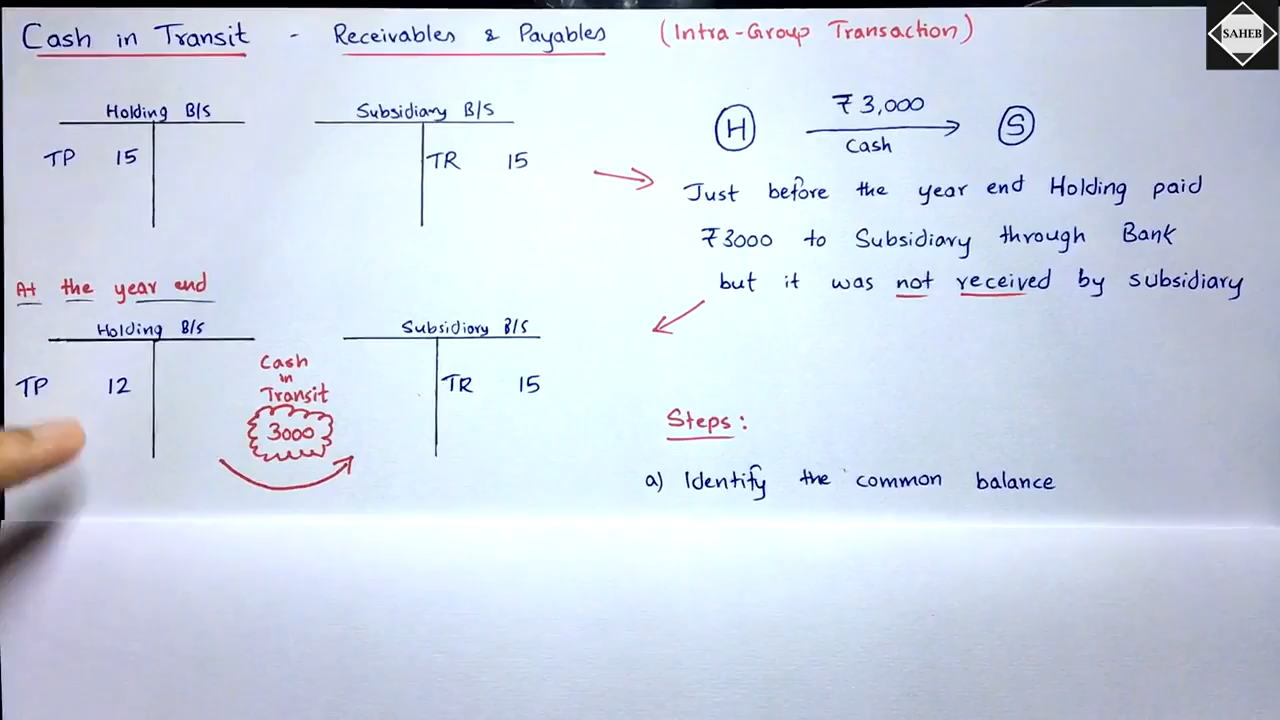 Cash in Transit - Receivables & Payables (Intra-Group Transaction)
SAHEB
Holding B/S
TP 15
Subsidiary B/S
TR 15
H ₹3,000 Cash S
Just before the year end Holding paid
₹3000 to Subsidiary through Bank
but it was not received by subsidiary
At the year end
Holding B/S
TP 12
Cash
in
Transit
3000
Subsidiary B/S
TR 15
Steps:
a) Identify the common balance